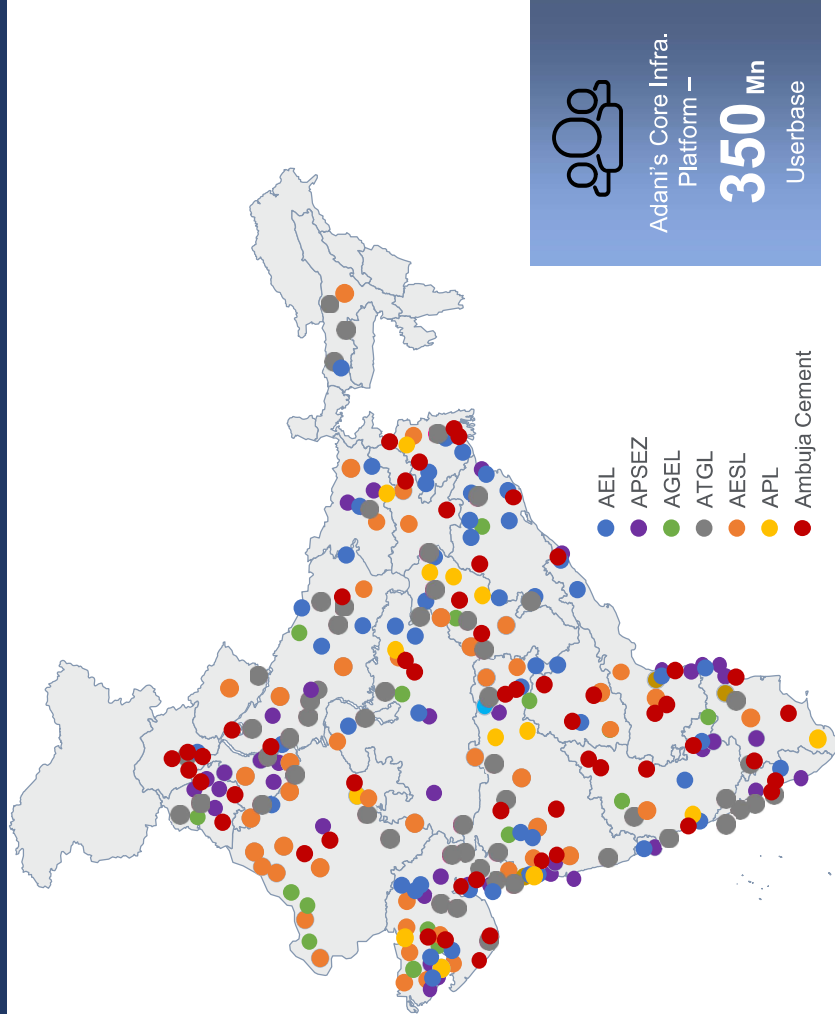 Adani's Core Infra.
Platform –
350 Mn
Userbase
AEL
APSEZ
AGEL
ATGL
AESL
APL
Ambuja Cement